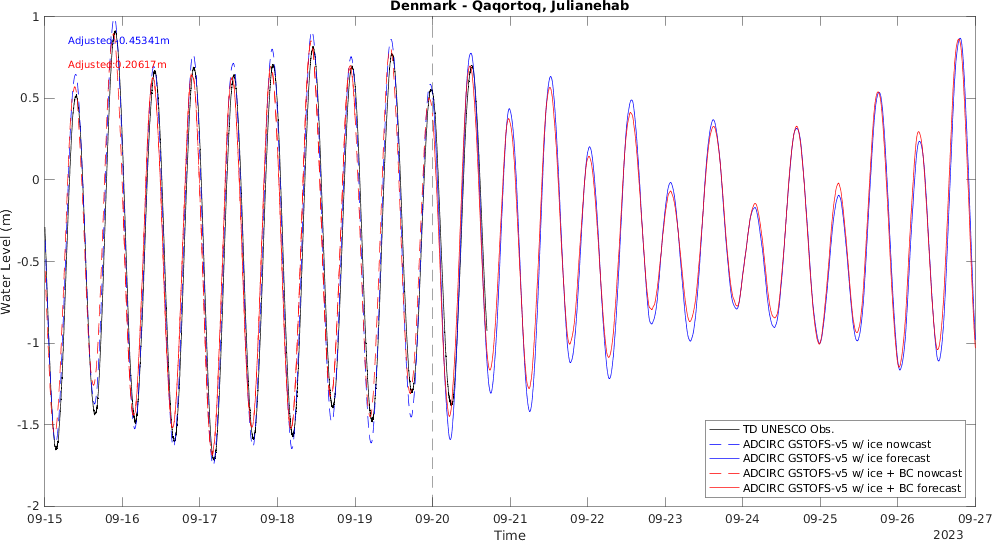 Denmark - Qaqortoq, Julianehab
Adjusted:-0.45341m
Adjusted:0.20617m
Water Level (m)
1
0.5
0
-0.5
-1
-1.5
-2
TD UNESCO Obs.
ADCIRC GSTOFS-v5 w/ ice nowcast
ADCIRC GSTOFS-v5 w/ ice forecast
ADCIRC GSTOFS-v5 w/ ice + BC nowcast
ADCIRC GSTOFS-v5 w/ ice + BC forecast
09-15 09-16 09-17 09-18 09-19 09-20 09-21 09-22 09-23 09-24 09-25 09-26 09-27
Time
2023